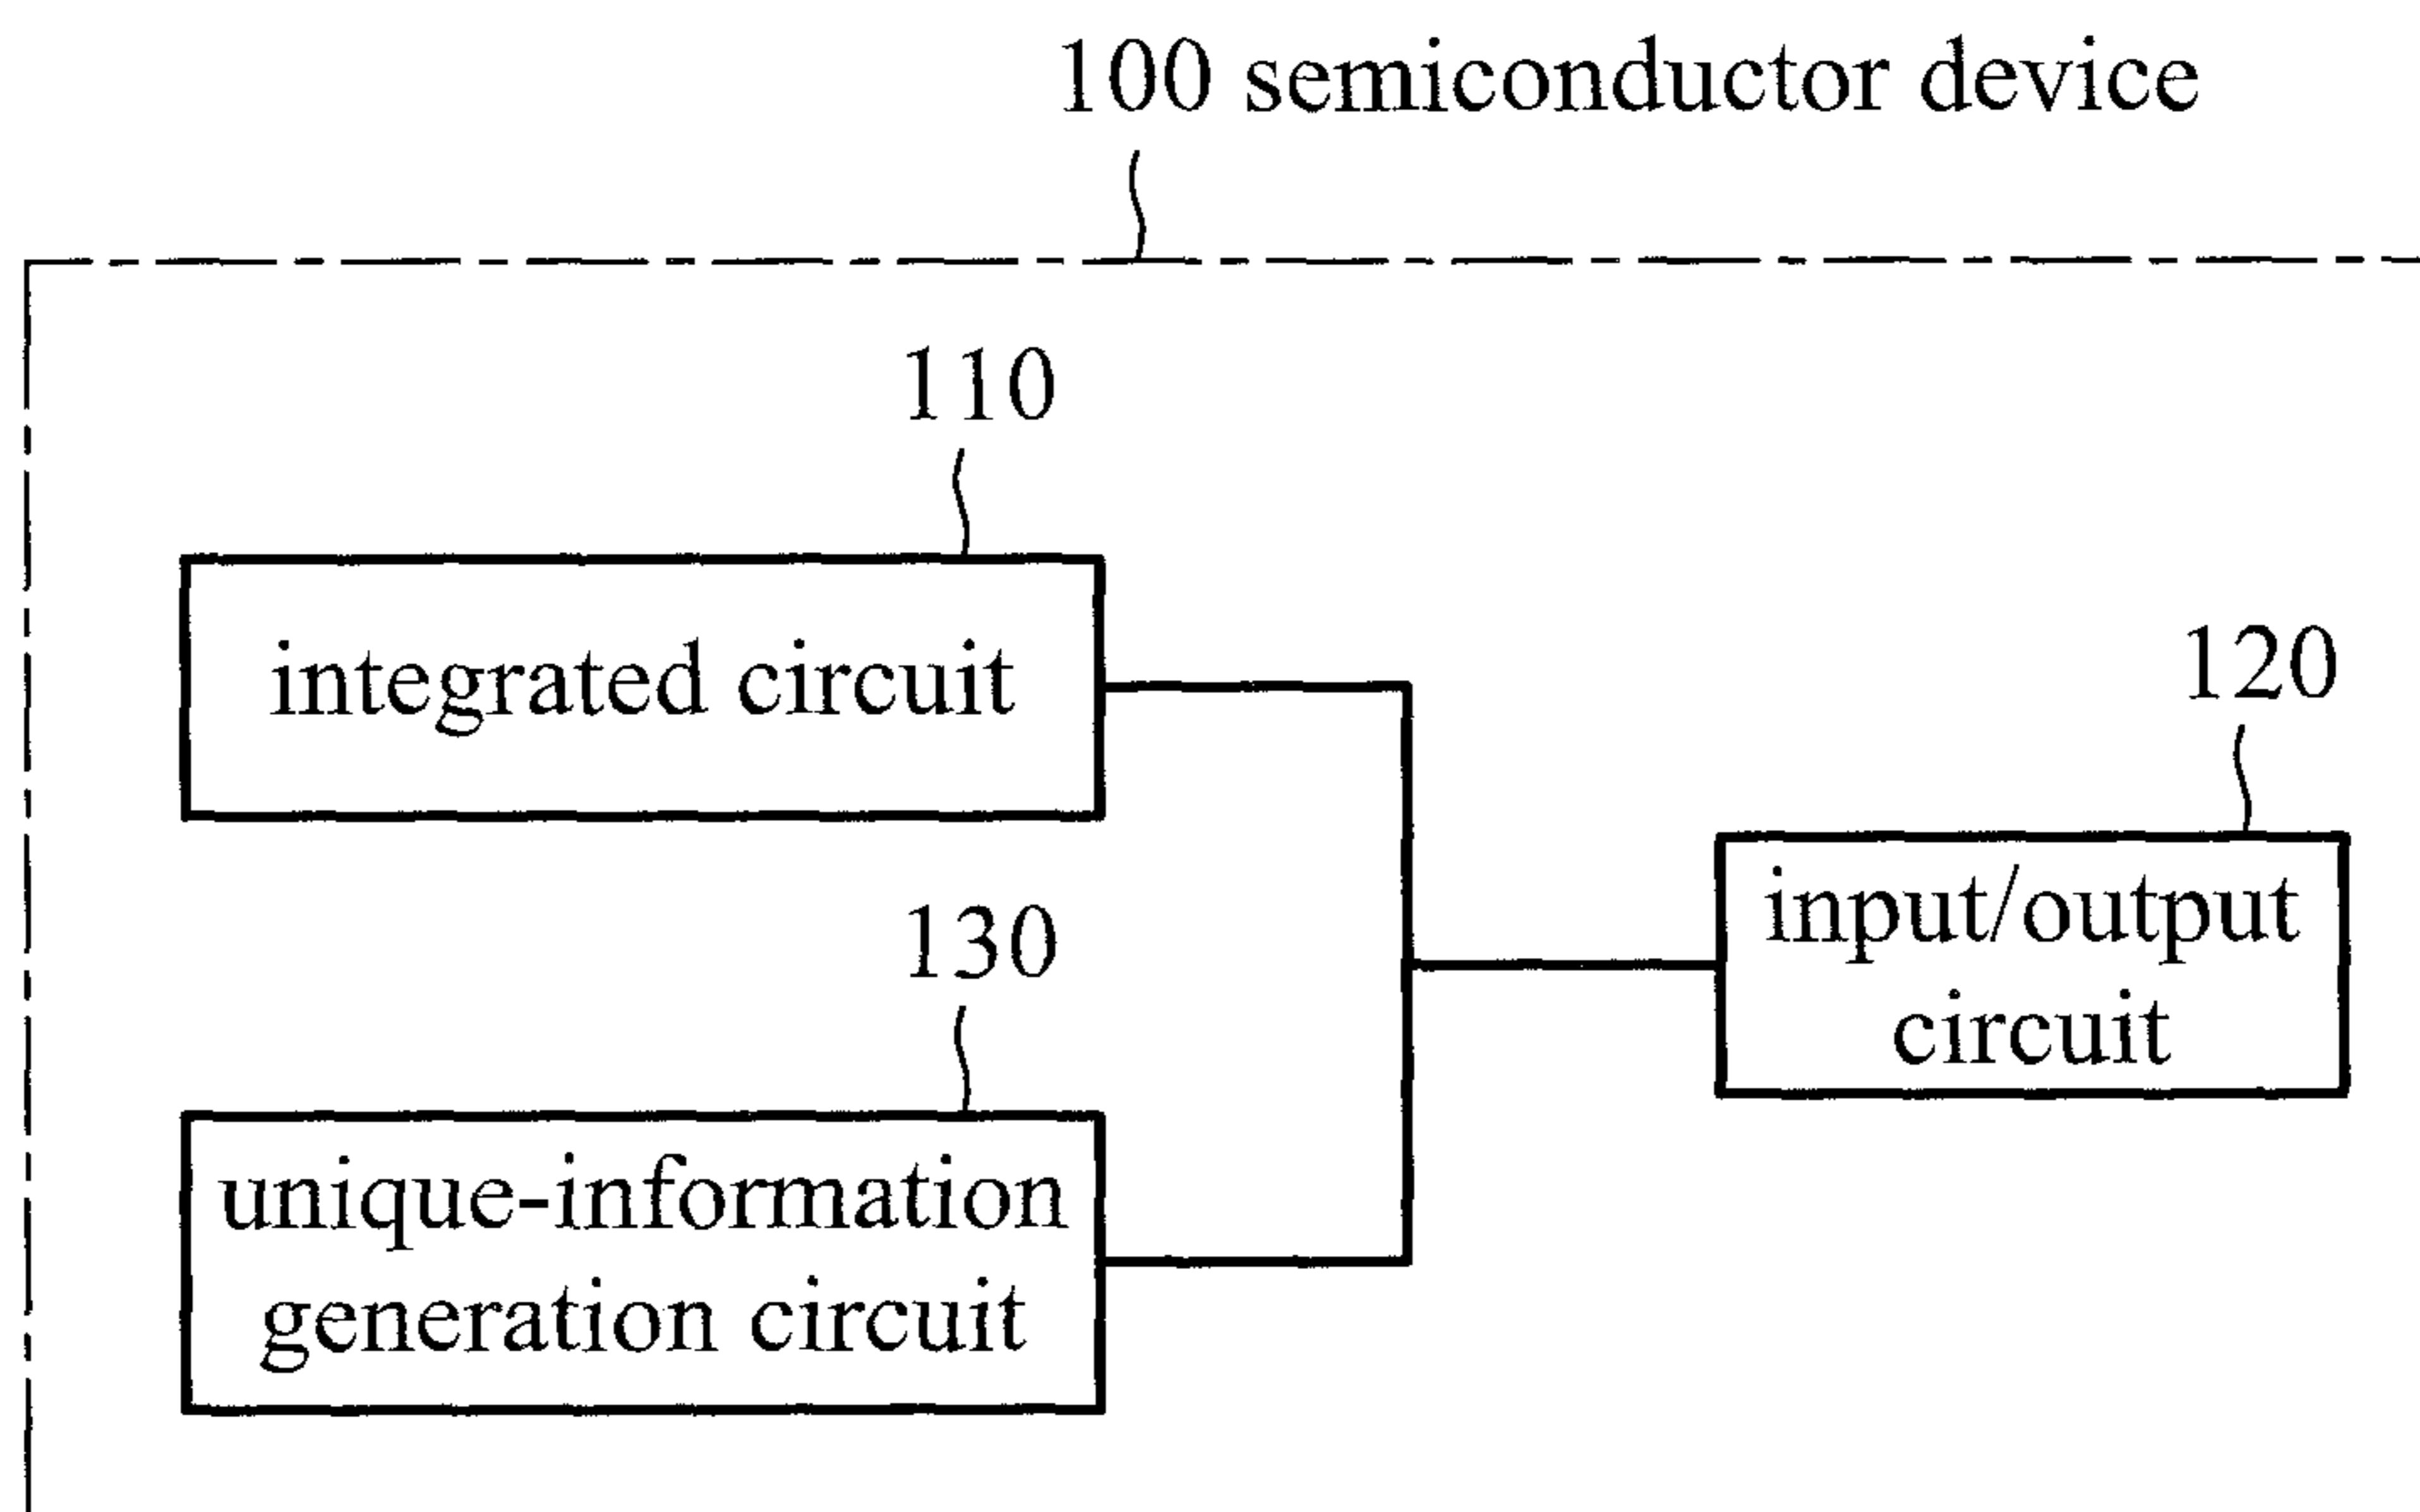 100 semiconductor device
110
integrated circuit
120
input/output
circuit
130
unique-information
generation circuit